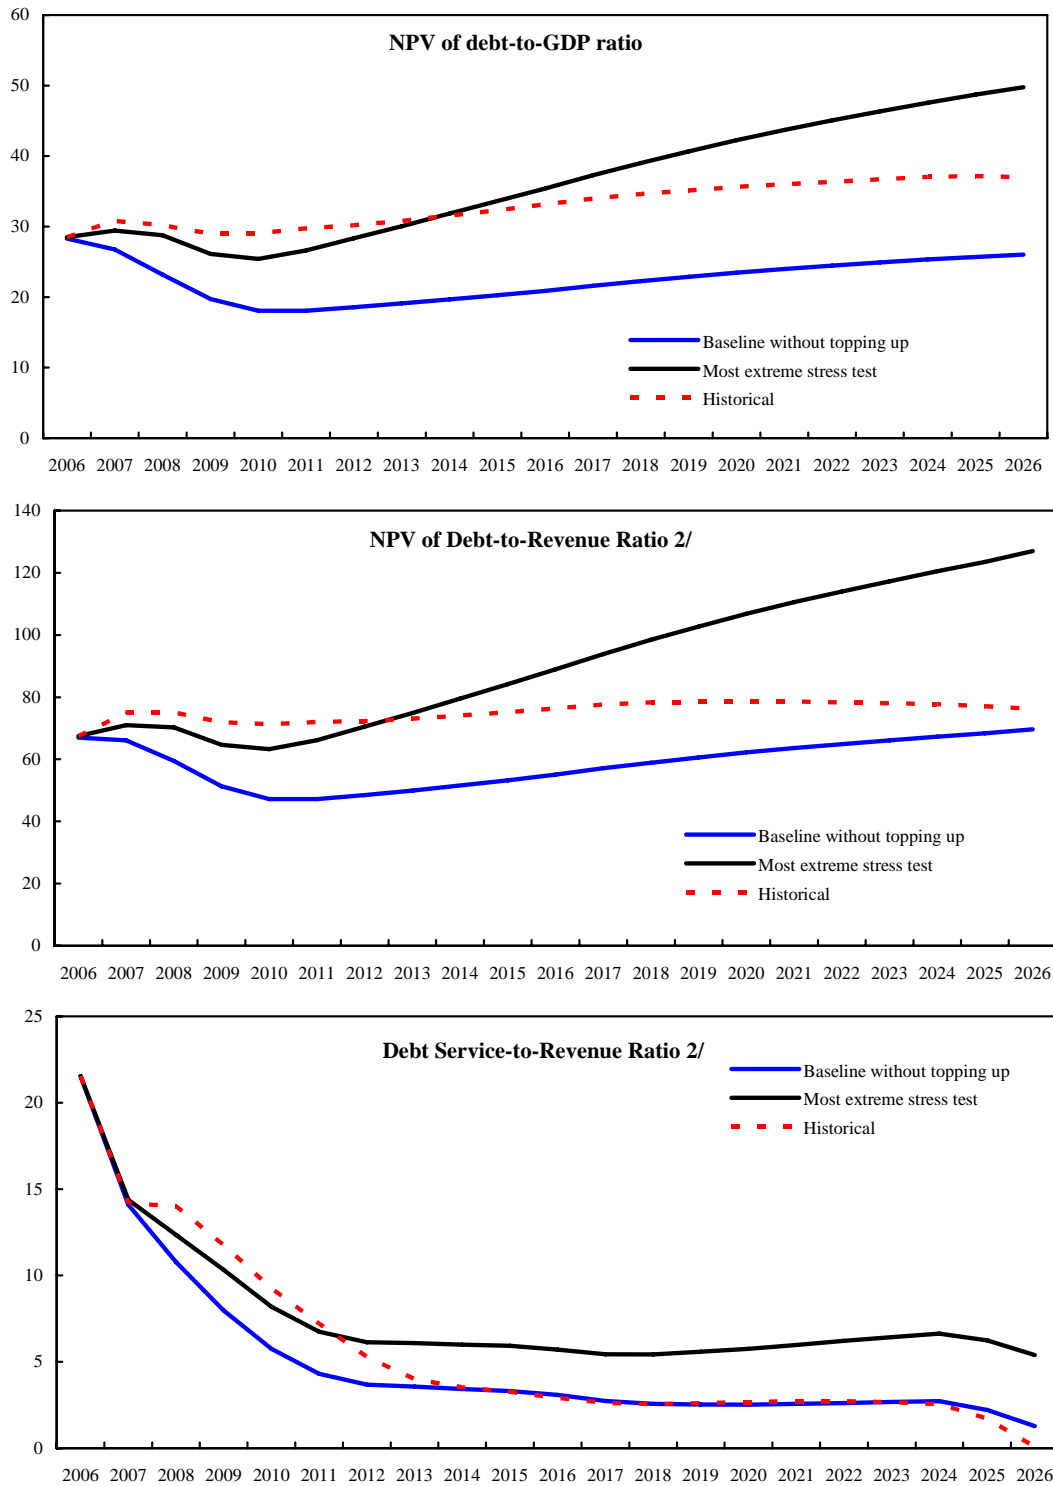 60
NPV of debt-to-GDP ratio
50
40
30
20
Baseline without topping up
10
Most extreme stress test
Historical
0
2006 2007 2008 2009 2010 2011 2012 2013 2014 2015 2016 2017 2018 2019 2020 2021 2022 2023 2024 2025 2026
140
NPV of Debt-to-Revenue Ratio 2/
120
100
80
60
40
Baseline without topping up
Most extreme stress test
20
Historical
0
2006 2007 2008 2009 2010 2011 2012 2013 2014 2015 2016 2017 2018 2019 2020 2021 2022 2023 2024 2025 2026
25
Debt Service-to-Revenue Ratio 2/
Baseline without topping up
Most extreme stress test
20
Historical
15
10
5
0
2006 2007 2008 2009 2010 2011 2012 2013 2014 2015 2016 2017 2018 2019 2020 2021 2022 2023 2024 2025 2026